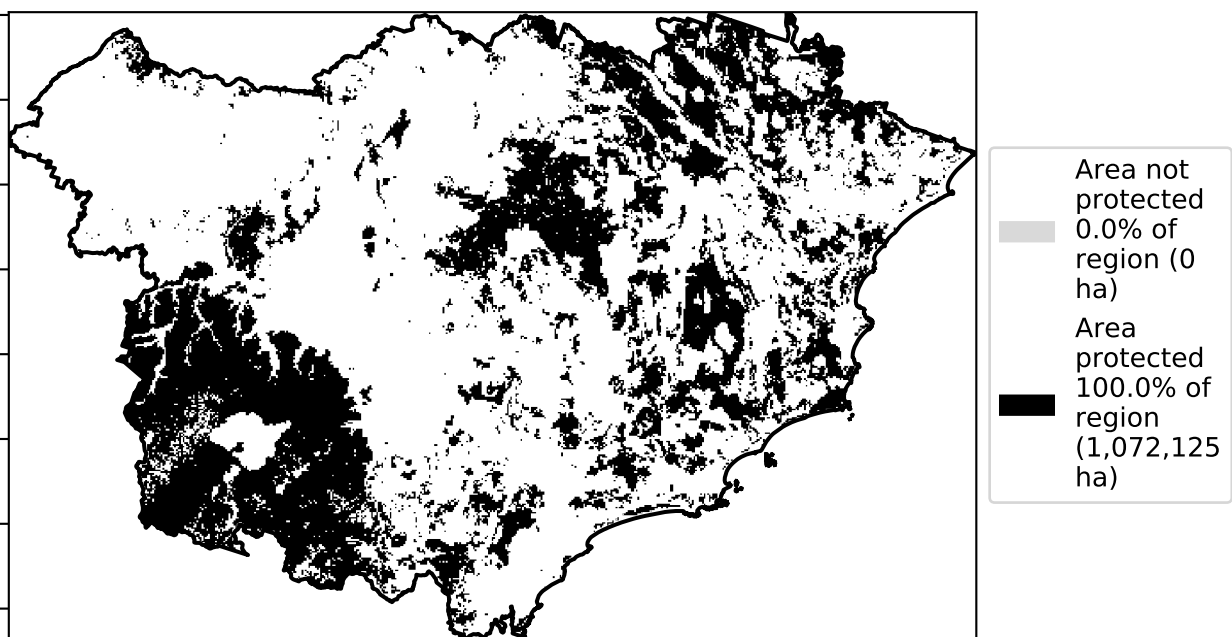 Area not
protected
0.0% of
region (0
ha)
Area
protected
100.0% of
region
(1,072,125
ha)